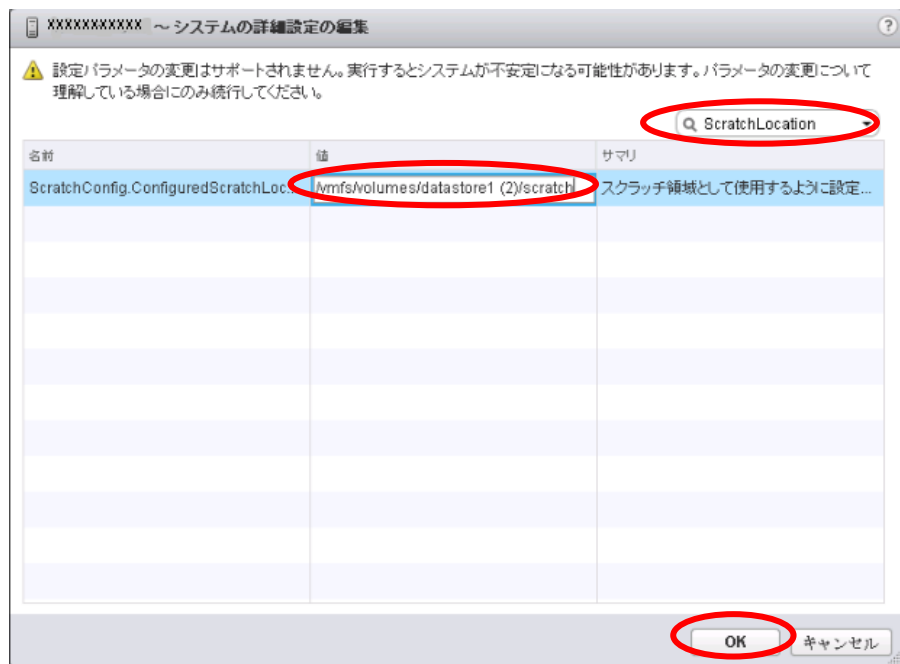 XXXXXXXXXXX ～システムの詳細設定の編集
設定パラメータの変更はサポートされません。実行するとシステムが不安定になる可能性があります。パラメータの変更について
理解している場合にのみ続行してください。
ScratchLocation
名前 値 サマリ
ScratchConfig.ConfiguredScratchLoc... /vmfs/volumes/datastore1 (2)/scratch スクラッチ領域として使用するように設定...
OK キャンセル